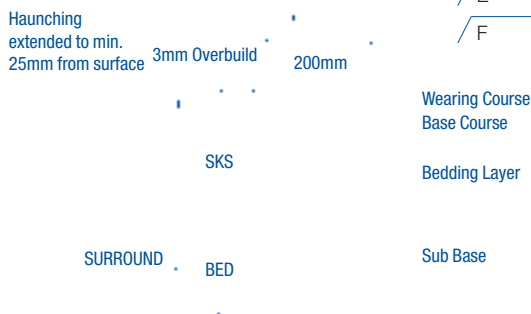 E
F
Haunching
extended to min.
25mm from surface
3mm Overbuild
200mm
Wearing Course
Base Course
SKS
Bedding Layer
SURROUND
BED
Sub Base